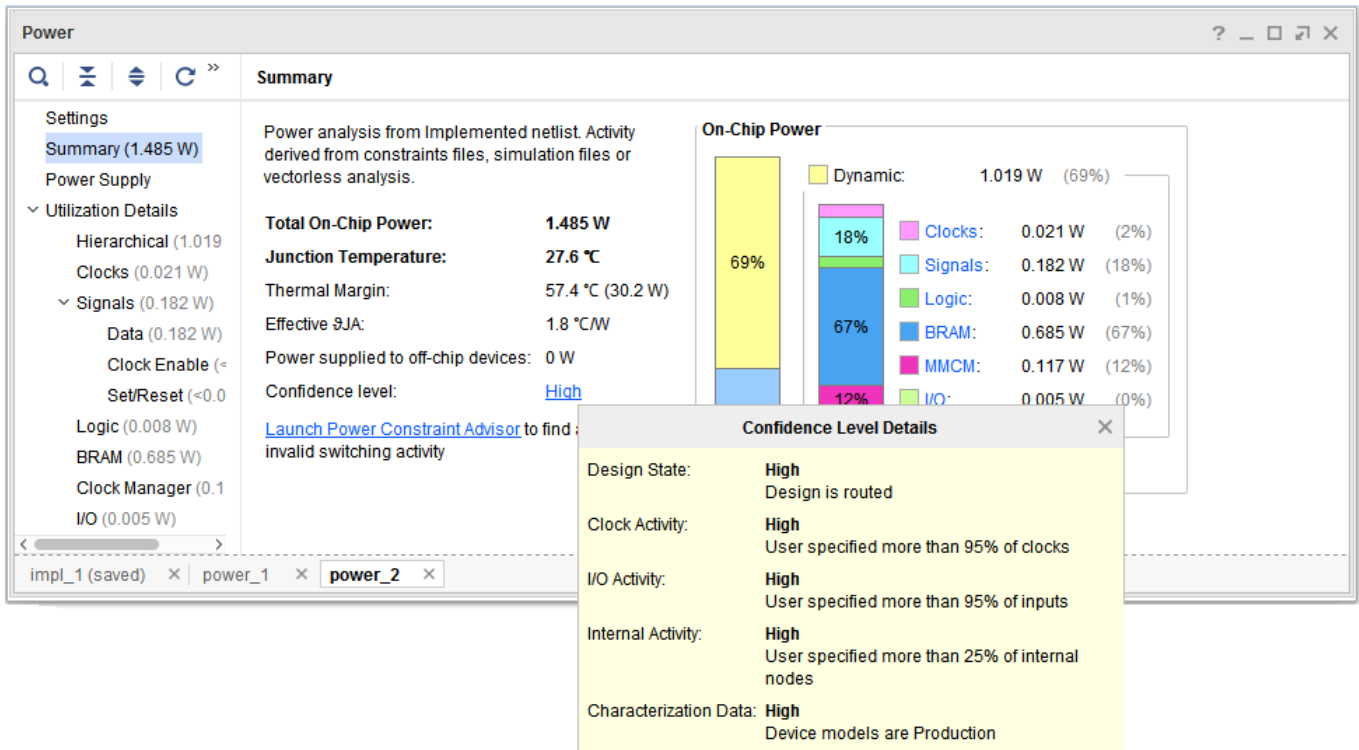 Power
Summary
Settings
Summary (1.485 W)
Power Supply
Utilization Details
Hierarchical (1.019
Clocks (0.021 W)
Signals (0.182 W)
Data (0.182 W)
Clock Enable (<
Set/Reset (<0.0
Logic (0.008 W)
BRAM (0.685 W)
Clock Manager (0.1
I/O (0.005 W)
Power analysis from Implemented netlist. Activity
derived from constraints files, simulation files or
vectorless analysis.
Total On-Chip Power: 1.485 W
Junction Temperature: 27.6 °C
Thermal Margin: 57.4 °C (30.2 W)
Effective ϑJA: 1.8 °C/W
Power supplied to off-chip devices: 0 W
Confidence level: High
Launch Power Constraint Advisor to find
invalid switching activity
On-Chip Power
69%
Dynamic: 1.019 W (69%)
18%
67%
12%
Clocks: 0.021 W (2%)
Signals: 0.182 W (18%)
Logic: 0.008 W (1%)
BRAM: 0.685 W (67%)
MMCM: 0.117 W (12%)
I/O: 0.005 W (0%)
Confidence Level Details
Design State: High
Design is routed
Clock Activity: High
User specified more than 95% of clocks
I/O Activity: High
User specified more than 95% of inputs
Internal Activity: High
User specified more than 25% of internal
nodes
Characterization Data: High
Device models are Production
impl_1 (saved) power_1 power_2